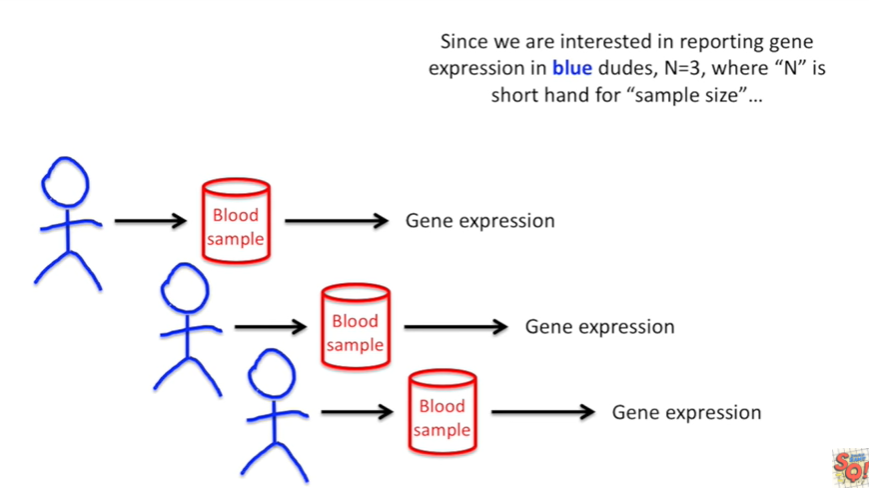 Since we are interested in reporting gene
expression in blue dudes, N=3, where “N” is
short hand for “sample size”…
Blood
sample
Gene expression
Blood
sample
Gene expression
Blood
sample
Gene expression
SQ!